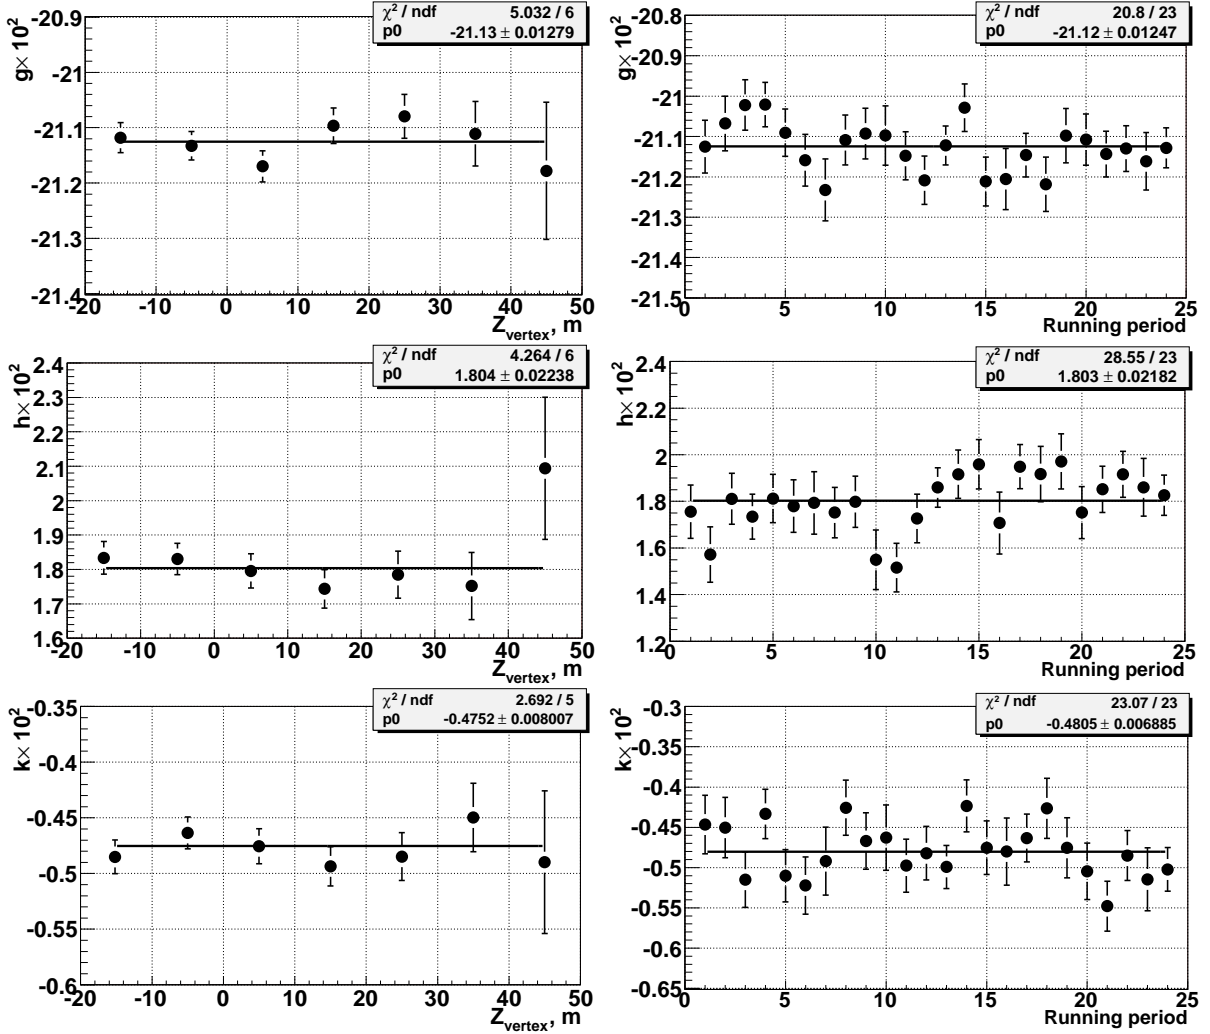 g× 10²
-20.9
-21
-21.1
-21.2
-21.3
-21.4
χ² / ndf 5.032 / 6
p0 -21.13 ± 0.01279
-20 -10 0 10 20 30 40 50
Z_vertex, m
g× 10²
-20.8
-20.9
-21
-21.1
-21.2
-21.3
-21.4
-21.5
χ² / ndf 20.8 / 23
p0 -21.12 ± 0.01247
0 5 10 15 20 25
Running period
h× 10²
2.4
2.3
2.2
2.1
2
1.9
1.8
1.7
1.6
χ² / ndf 4.264 / 6
p0 1.804 ± 0.02238
-20 -10 0 10 20 30 40 50
Z_vertex, m
h× 10²
2.4
2.2
2
1.8
1.6
1.4
1.2
χ² / ndf 28.55 / 23
p0 1.803 ± 0.02182
0 5 10 15 20 25
Running period
k× 10²
-0.35
-0.4
-0.45
-0.5
-0.55
-0.6
χ² / ndf 2.692 / 5
p0 -0.4752 ± 0.008007
-20 -10 0 10 20 30 40 50
Z_vertex, m
k× 10²
-0.3
-0.35
-0.4
-0.45
-0.5
-0.55
-0.6
-0.65
χ² / ndf 23.07 / 23
p0 -0.4805 ± 0.006885
0 5 10 15 20 25
Running period